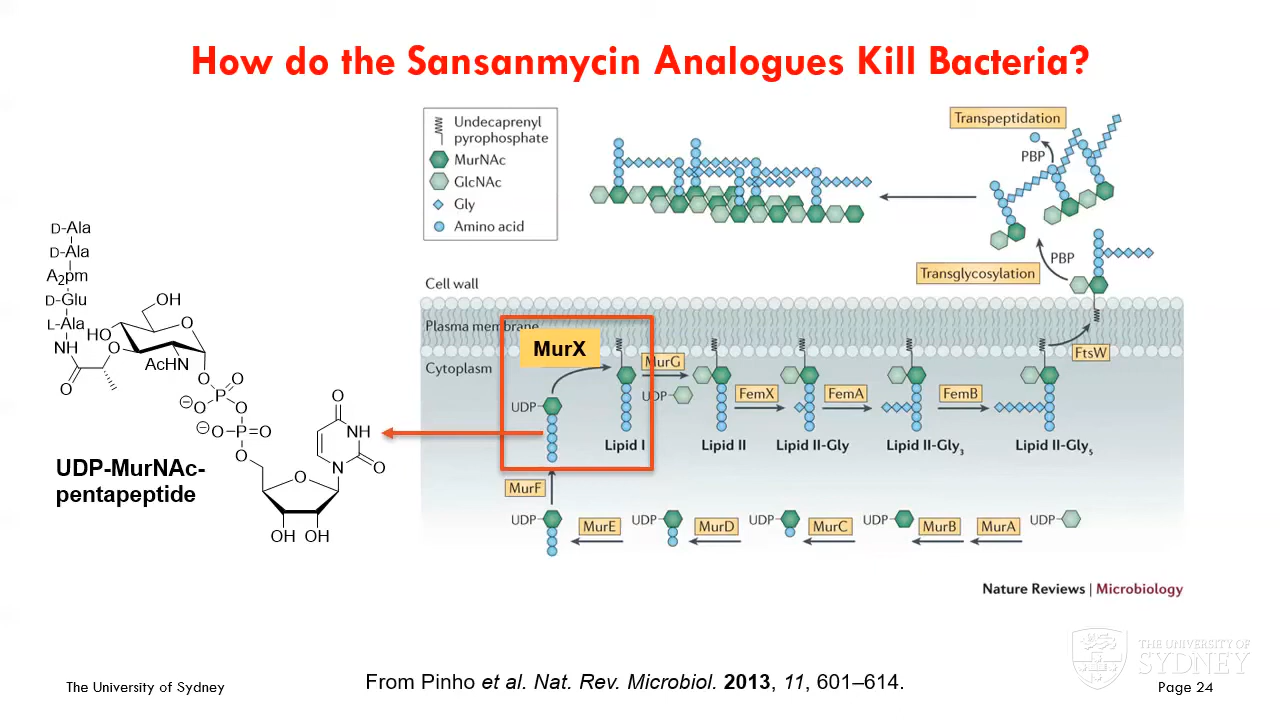 How do the Sansanmycin Analogues Kill Bacteria?
Undecaprenyl
pyrophosphate
MurNAc
GlcNAc
Gly
Amino acid
Transpeptidation
PBP
PBP
Transglycosylation
Cell wall
Plasma membrane
Cytoplasm
MurX
UDP
Lipid I
MurG
UDP
Lipid II
FemX
Lipid II-Gly
FemA
Lipid II-Gly₃
FemB
Lipid II-Gly₅
FtsW
MurF
UDP
MurE
UDP
MurD
UDP
MurC
UDP
MurB
MurA
UDP
D-Ala
D-Ala
A₂pm
D-Glu
L-Ala
NH
O
HO
O
OH
O
AcHN
O
P
O
⊖O
O
⊖O
P
O
O
O
NH
N
O
O
OH OH
UDP-MurNAc-
pentapeptide
Nature Reviews | Microbiology
The University of Sydney
From Pinho et al. Nat. Rev. Microbiol. 2013, 11, 601–614.
THE UNIVERSITY OF
SYDNEY
Page 24